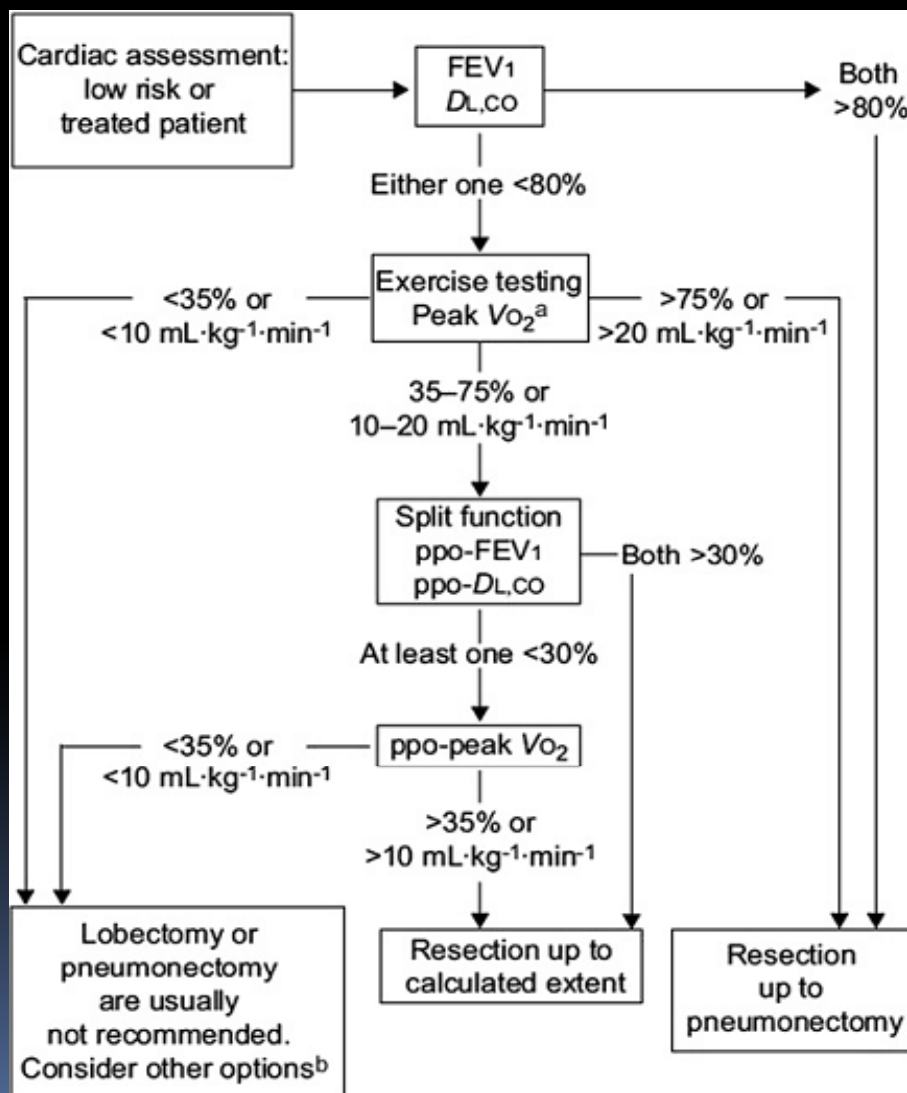 Cardiac assessment:
low risk or
treated patient
FEV1
DL,CO
Both
>80%
Either one <80%
<35% or
<10 mL·kg-1·min-1
Exercise testing
Peak VO2a
>75% or
>20 mL·kg-1·min-1
35–75% or
10–20 mL·kg-1·min-1
Split function
ppo-FEV1
ppo-DL,CO
Both >30%
At least one <30%
<35% or
<10 mL·kg-1·min-1
ppo-peak VO2
>35% or
>10 mL·kg-1·min-1
Lobectomy or
pneumonectomy
are usually
not recommended.
Consider other optionsb
Resection up to
calculated extent
Resection
up to
pneumonectomy